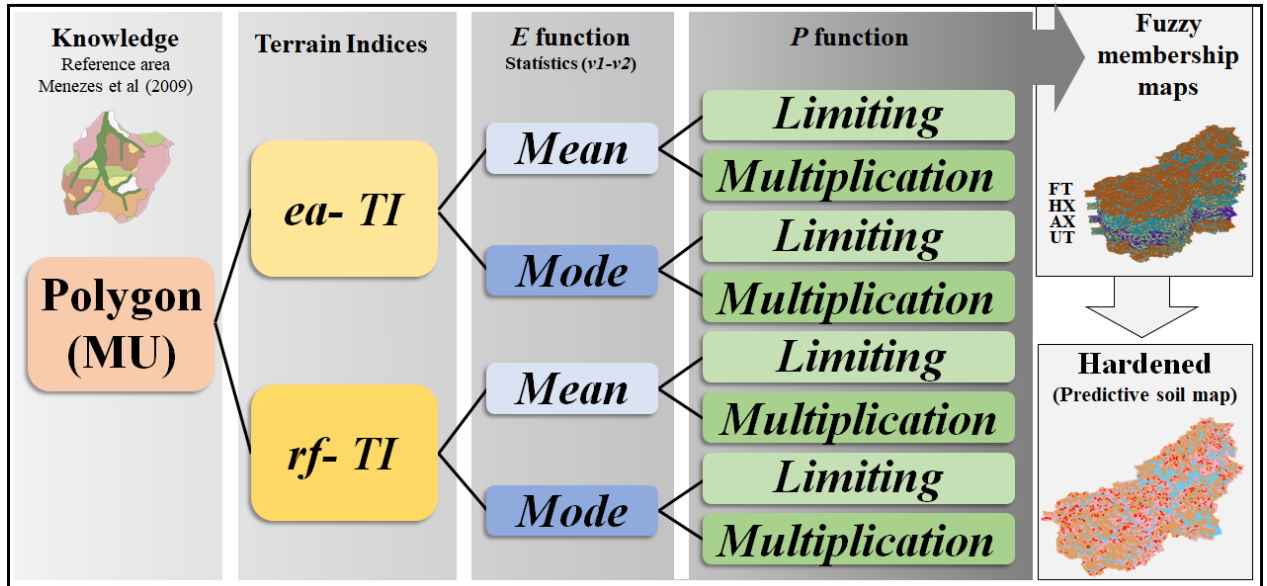 Knowledge
Reference area
Menezes et al (2009)
Polygon
(MU)
Terrain Indices
ea- TI
rf- TI
E function
Statístics (v1-v2)
Mean
Mode
Mean
Mode
P function
Limiting
Multiplication
Limiting
Multiplication
Limiting
Multiplication
Limiting
Multiplication
Fuzzy
membership
maps
FT
HX
AX
UT
Hardened
(Predictive soil map)